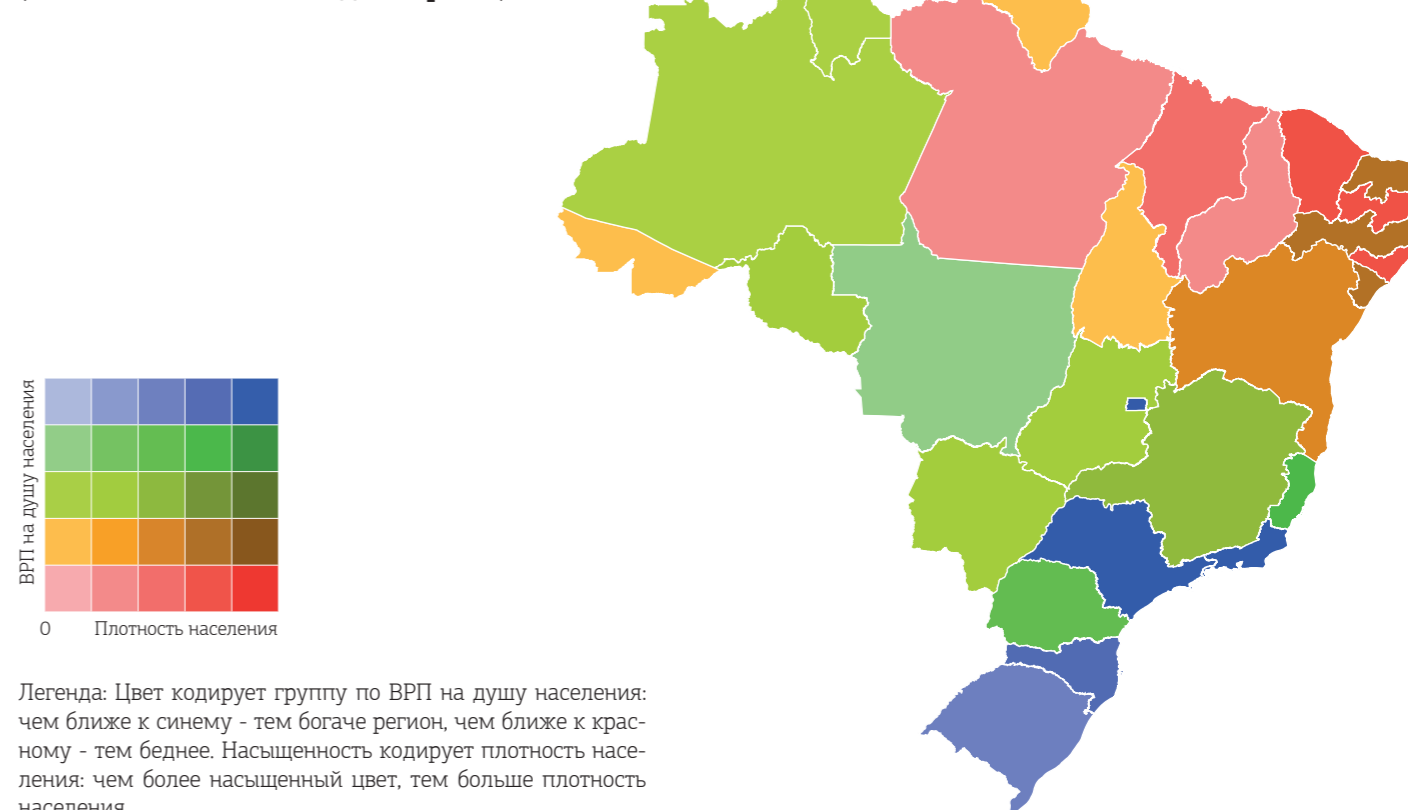 ВРП на душу населения
0 Плотность населения
Легенда: Цвет кодирует группу по ВРП на душу населения:
чем ближе к синему - тем богаче регион, чем ближе к крас-
ному - тем беднее. Насыщенность кодирует плотность насе-
ления: чем более насыщенный цвет, тем больше плотность
населения